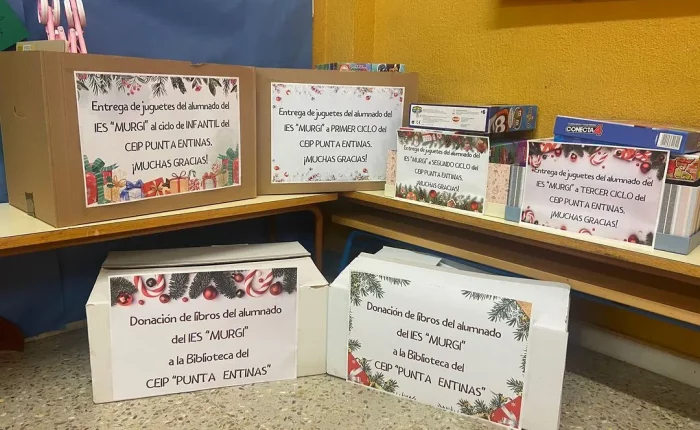 Entrega de juguetes del alumnado del
IES "MURGI" al ciclo de INFANTIL del
CEIP PUNTA ENTINAS.
¡MUCHAS GRACIAS!
Entrega de juguetes del alumnado del
IES "MURGI" a PRIMER CICLO del
CEIP PUNTA ENTINAS.
¡MUCHAS GRACIAS!
Entrega de juguetes del alumnado del
IES "MURGI" a SEGUNDO CICLO del
CEIP PUNTA ENTINAS.
¡MUCHAS GRACIAS!
CONECTA4
Entrega de juguetes del alumnado del
IES "MURGI" a TERCER CICLO del
CEIP PUNTA ENTINAS.
¡MUCHAS GRACIAS!
Donación de libros del alumnado
del IES "MURGI"
a la Biblioteca del
CEIP "PUNTA ENTINAS"
Donación de libros del alumnado
del IES "MURGI"
a la Biblioteca del
CEIP "PUNTA ENTINAS"